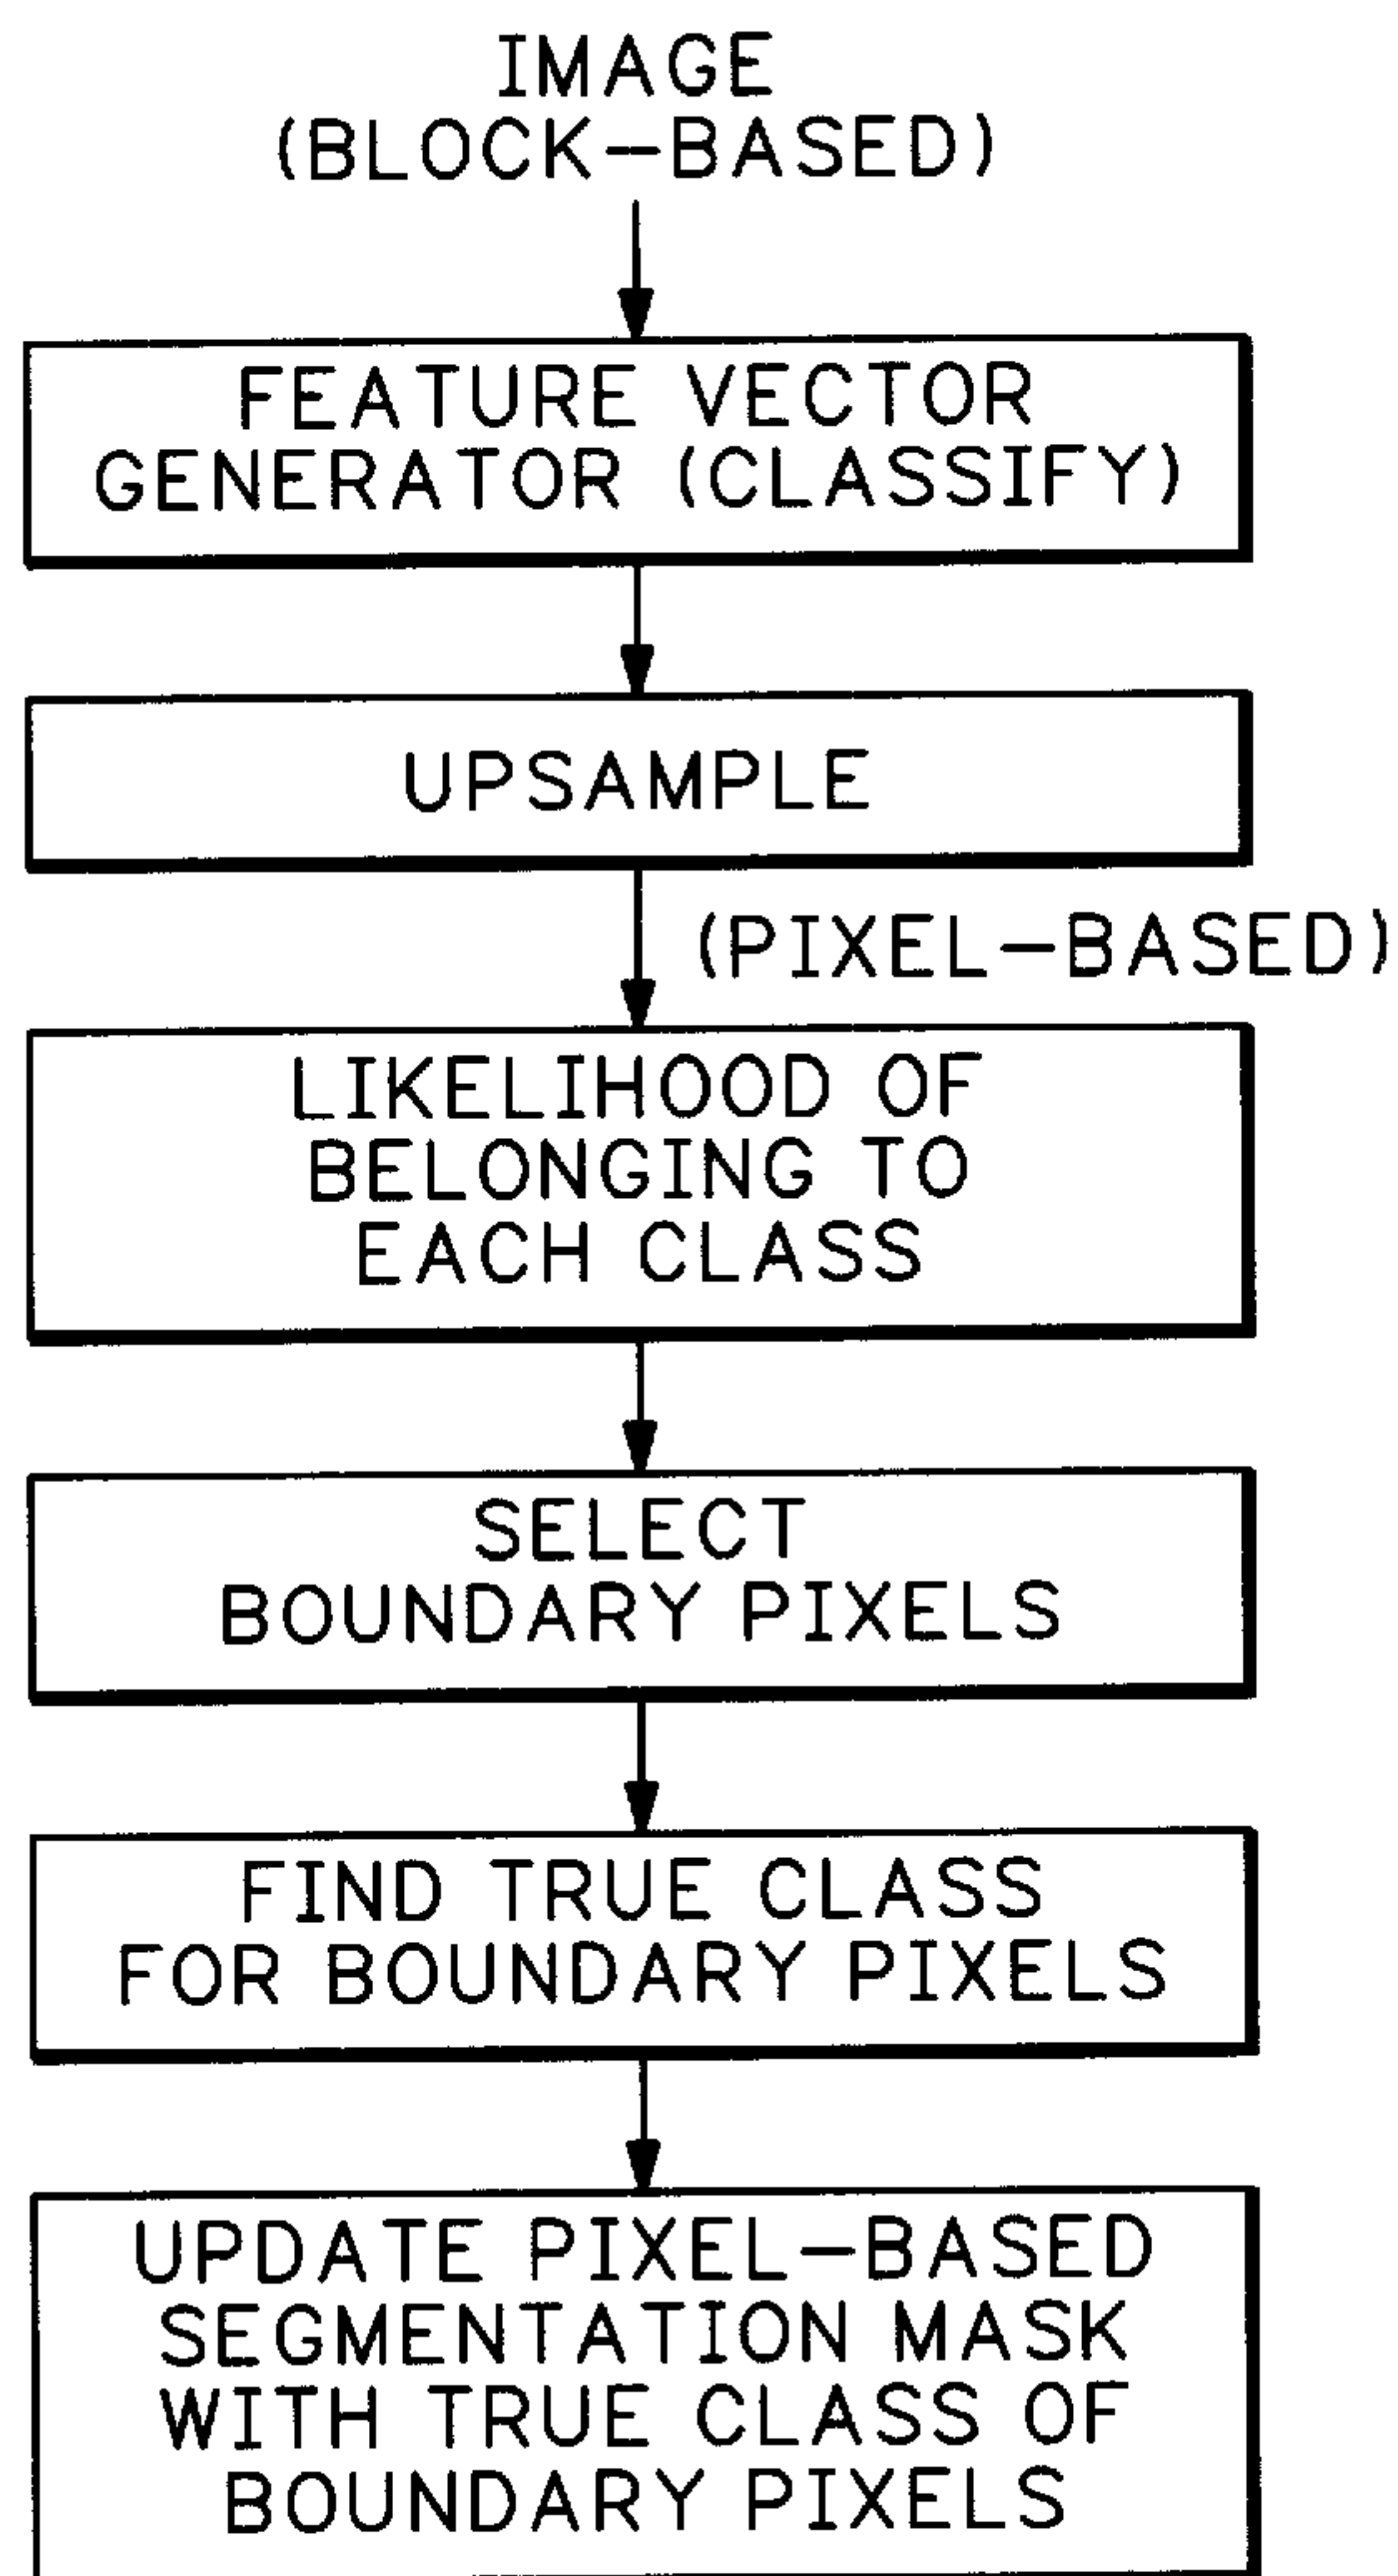 IMAGE
(BLOCK-BASED)
FEATURE VECTOR
GENERATOR (CLASSIFY)
UPSAMPLE
(PIXEL-BASED)
LIKELIHOOD OF
BELONGING TO
EACH CLASS
SELECT
BOUNDARY PIXELS
FIND TRUE CLASS
FOR BOUNDARY PIXELS
UPDATE PIXEL-BASED
SEGMENTATION MASK
WITH TRUE CLASS OF
BOUNDARY PIXELS